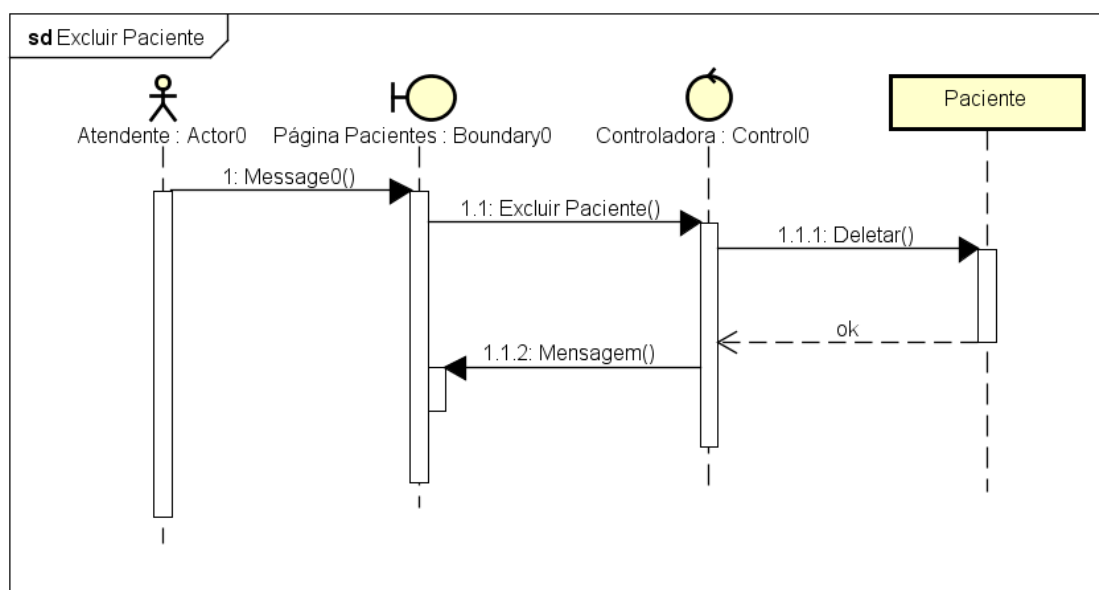 sd Excluir Paciente
Atendente : Actor0
Página Pacientes : Boundary0
Controladora : Control0
Paciente
1: Message0()
1.1: Excluir Paciente()
1.1.1: Deletar()
ok
1.1.2: Mensagem()